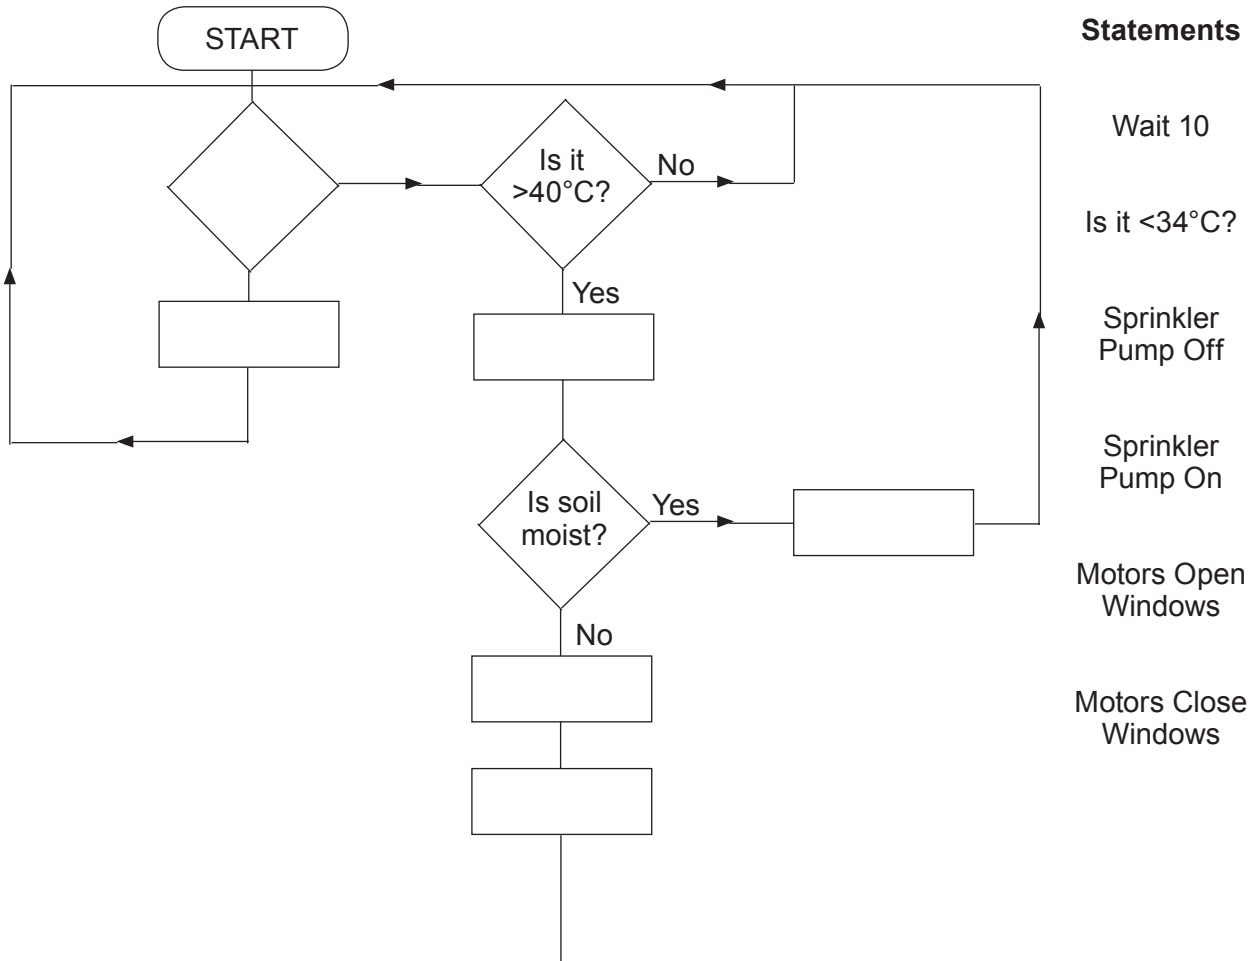 START
Is it
>40°C?
No
Yes
Is soil
moist?
Yes
No
Statements
Wait 10
Is it <34°C?
Sprinkler
Pump Off
Sprinkler
Pump On
Motors Open
Windows
Motors Close
Windows